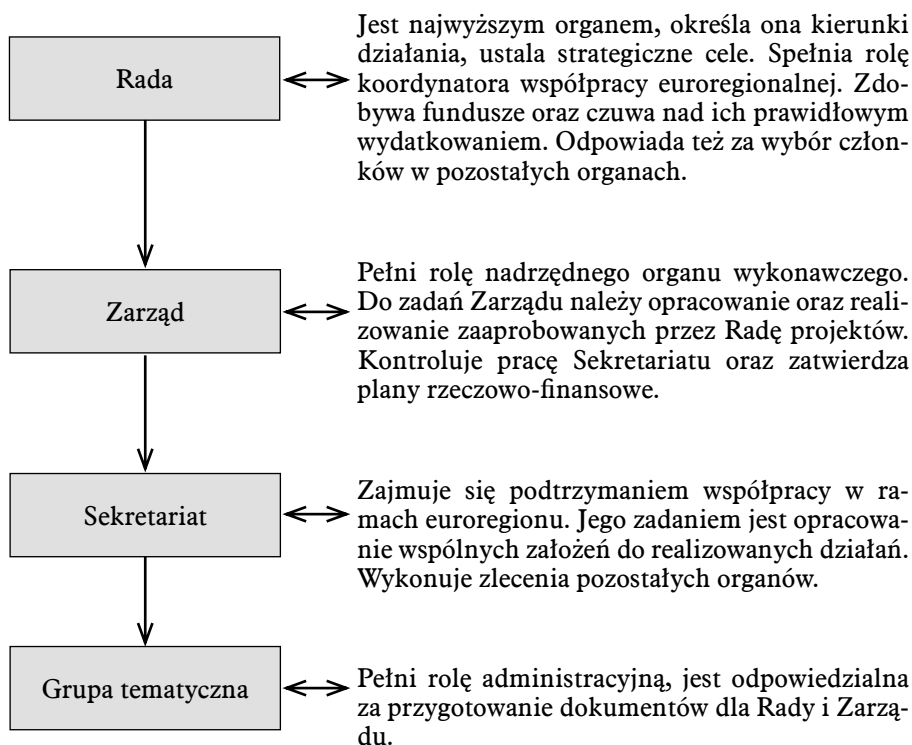 Rada
Jest najwyższym organem, określa ona kierunki
działania, ustala strategiczne cele. Spełnia rolę
koordynatora współpracy euroregionalnej. Zdo-
bywa fundusze oraz czuwa nad ich prawidłowym
wydatkowaniem. Odpowiada też za wybór człon-
ków w pozostałych organach.
Zarząd
Pełni rolę nadrzędnego organu wykonawczego.
Do zadań Zarządu należy opracowanie oraz reali-
zowanie zaaprobowanych przez Radę projektów.
Kontroluje pracę Sekretariatu oraz zatwierdza
plany rzeczowo-finansowe.
Sekretariat
Zajmuje się podtrzymaniem współpracy w ra-
mach euroregionu. Jego zadaniem jest opracowa-
nie wspólnych założeń do realizowanych działań.
Wykonuje zlecenia pozostałych organów.
Grupa tematyczna
Pełni rolę administracyjną, jest odpowiedzialna
za przygotowanie dokumentów dla Rady i Zarzą-
du.